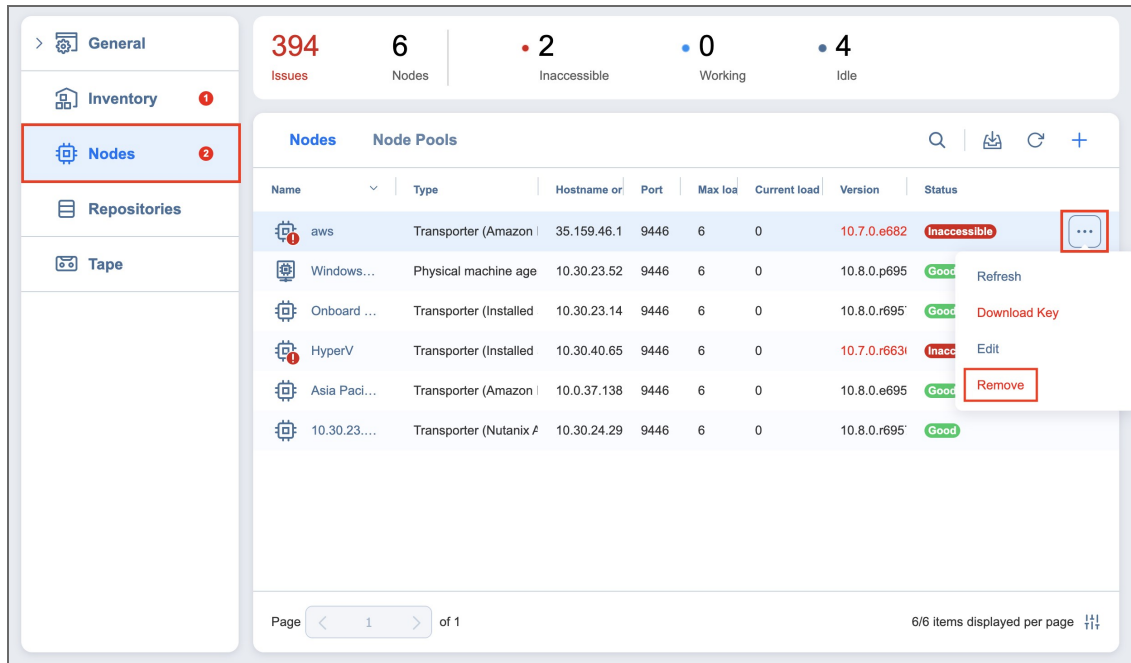 General
Inventory 1
Nodes 2
Repositories
Tape
394 6 2 0 4
Issues Nodes Inaccessible Working Idle
Nodes Node Pools
Name Type Hostname or Port Max loa Current load Version Status
aws Transporter (Amazon 35.159.46.1 9446 6 0 10.7.0.e682 Inaccessible ...
Windows... Physical machine age 10.30.23.52 9446 6 0 10.8.0.p695 Good
Onboard ... Transporter (Installed 10.30.23.14 9446 6 0 10.8.0.r695 Good
HyperV Transporter (Installed 10.30.40.65 9446 6 0 10.7.0.r663 Inacc
Asia Paci... Transporter (Amazon 10.0.37.138 9446 6 0 10.8.0.e695 Good
10.30.23.... Transporter (Nutanix A 10.30.24.29 9446 6 0 10.8.0.r695 Good
Refresh
Download Key
Edit
Remove
Page 1 of 1
6/6 items displayed per page